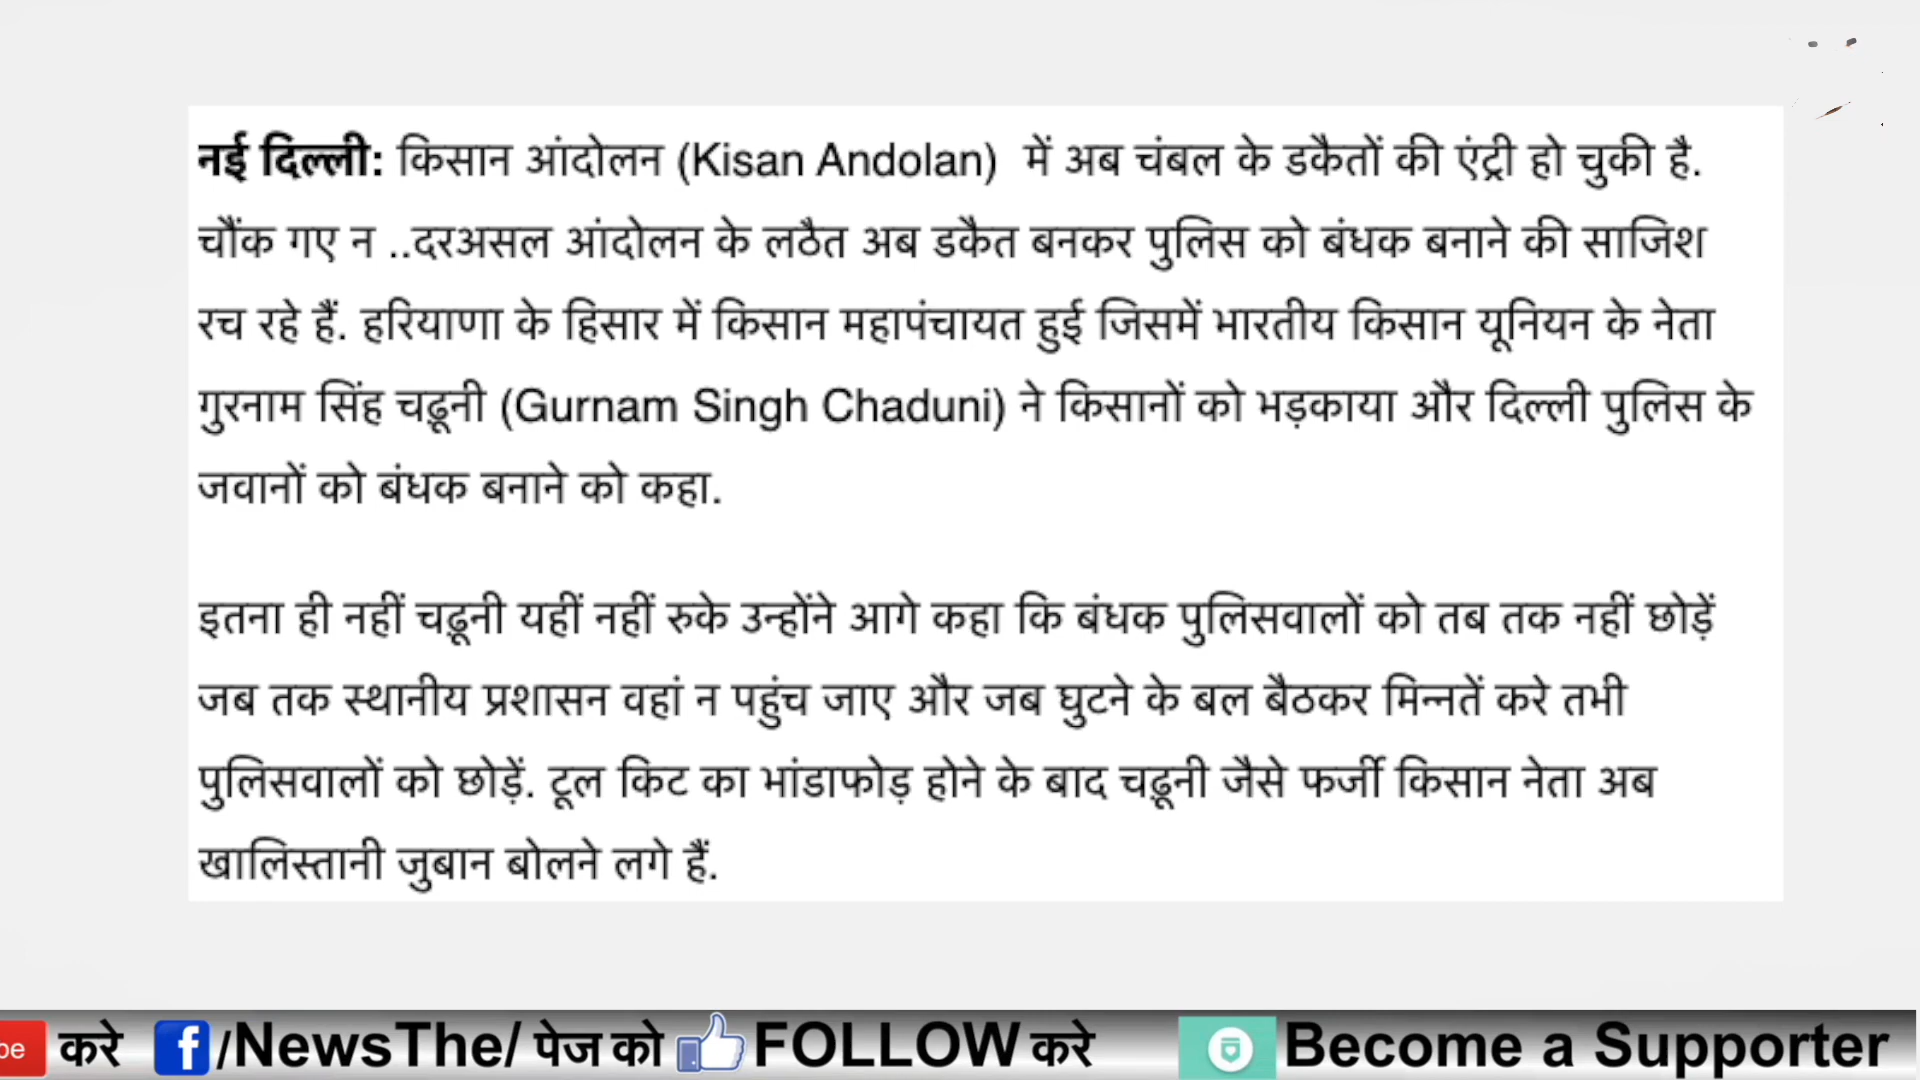 नई दिल्ली: किसान आंदोलन (Kisan Andolan) में अब चंबल के डकैतों की एंट्री हो चुकी है.
चौंक गए न ..दरअसल आंदोलन के लठैत अब डकैत बनकर पुलिस को बंधक बनाने की साजिश
रच रहे हैं. हरियाणा के हिसार में किसान महापंचायत हुई जिसमें भारतीय किसान यूनियन के नेता
गुरनाम सिंह चढ़ूनी (Gurnam Singh Chaduni) ने किसानों को भड़काया और दिल्ली पुलिस के
जवानों को बंधक बनाने को कहा.
इतना ही नहीं चढ़ूनी यहीं नहीं रुके उन्होंने आगे कहा कि बंधक पुलिसवालों को तब तक नहीं छोड़ें
जब तक स्थानीय प्रशासन वहां न पहुंच जाए और जब घुटने के बल बैठकर मिन्नतें करे तभी
पुलिसवालों को छोड़ें. टूल किट का भांडाफोड़ होने के बाद चढ़ूनी जैसे फर्जी किसान नेता अब
खालिस्तानी जुबान बोलने लगे हैं.
be करे f/NewsThe/ पेज को FOLLOW करे Become a Supporter